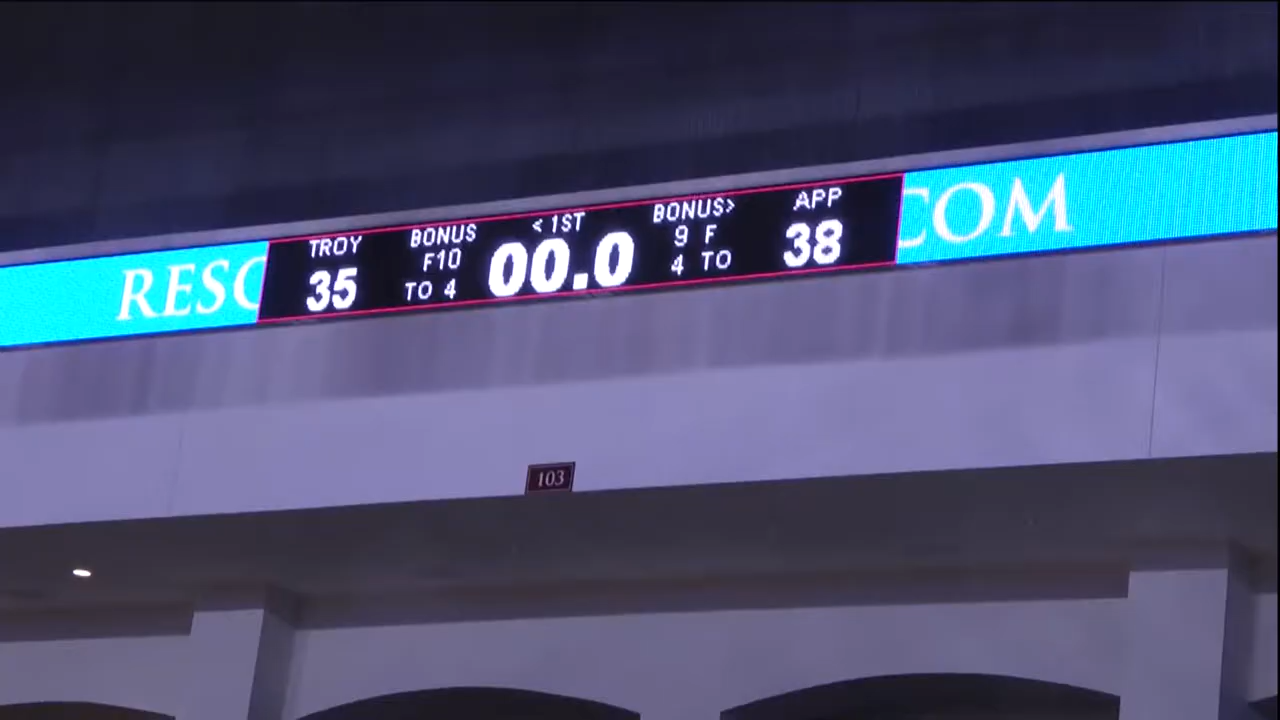 RESC
TROY
35
BONUS
F10
TO 4
< 1ST
00.0
BONUS>
9 F
4 TO
APP
38
COM
103